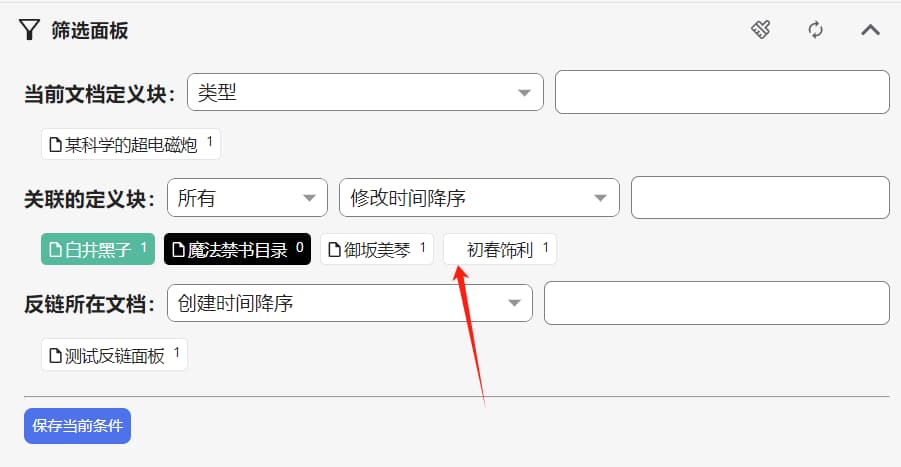 筛选面板
当前文档定义块： 类型
某科学的超电磁炮 1
关联的定义块： 所有 修改时间降序
白井黑子 1 魔法禁书目录 0 御坂美琴 1 初春饰利 1
反链所在文档： 创建时间降序
测试反链面板 1
保存当前条件